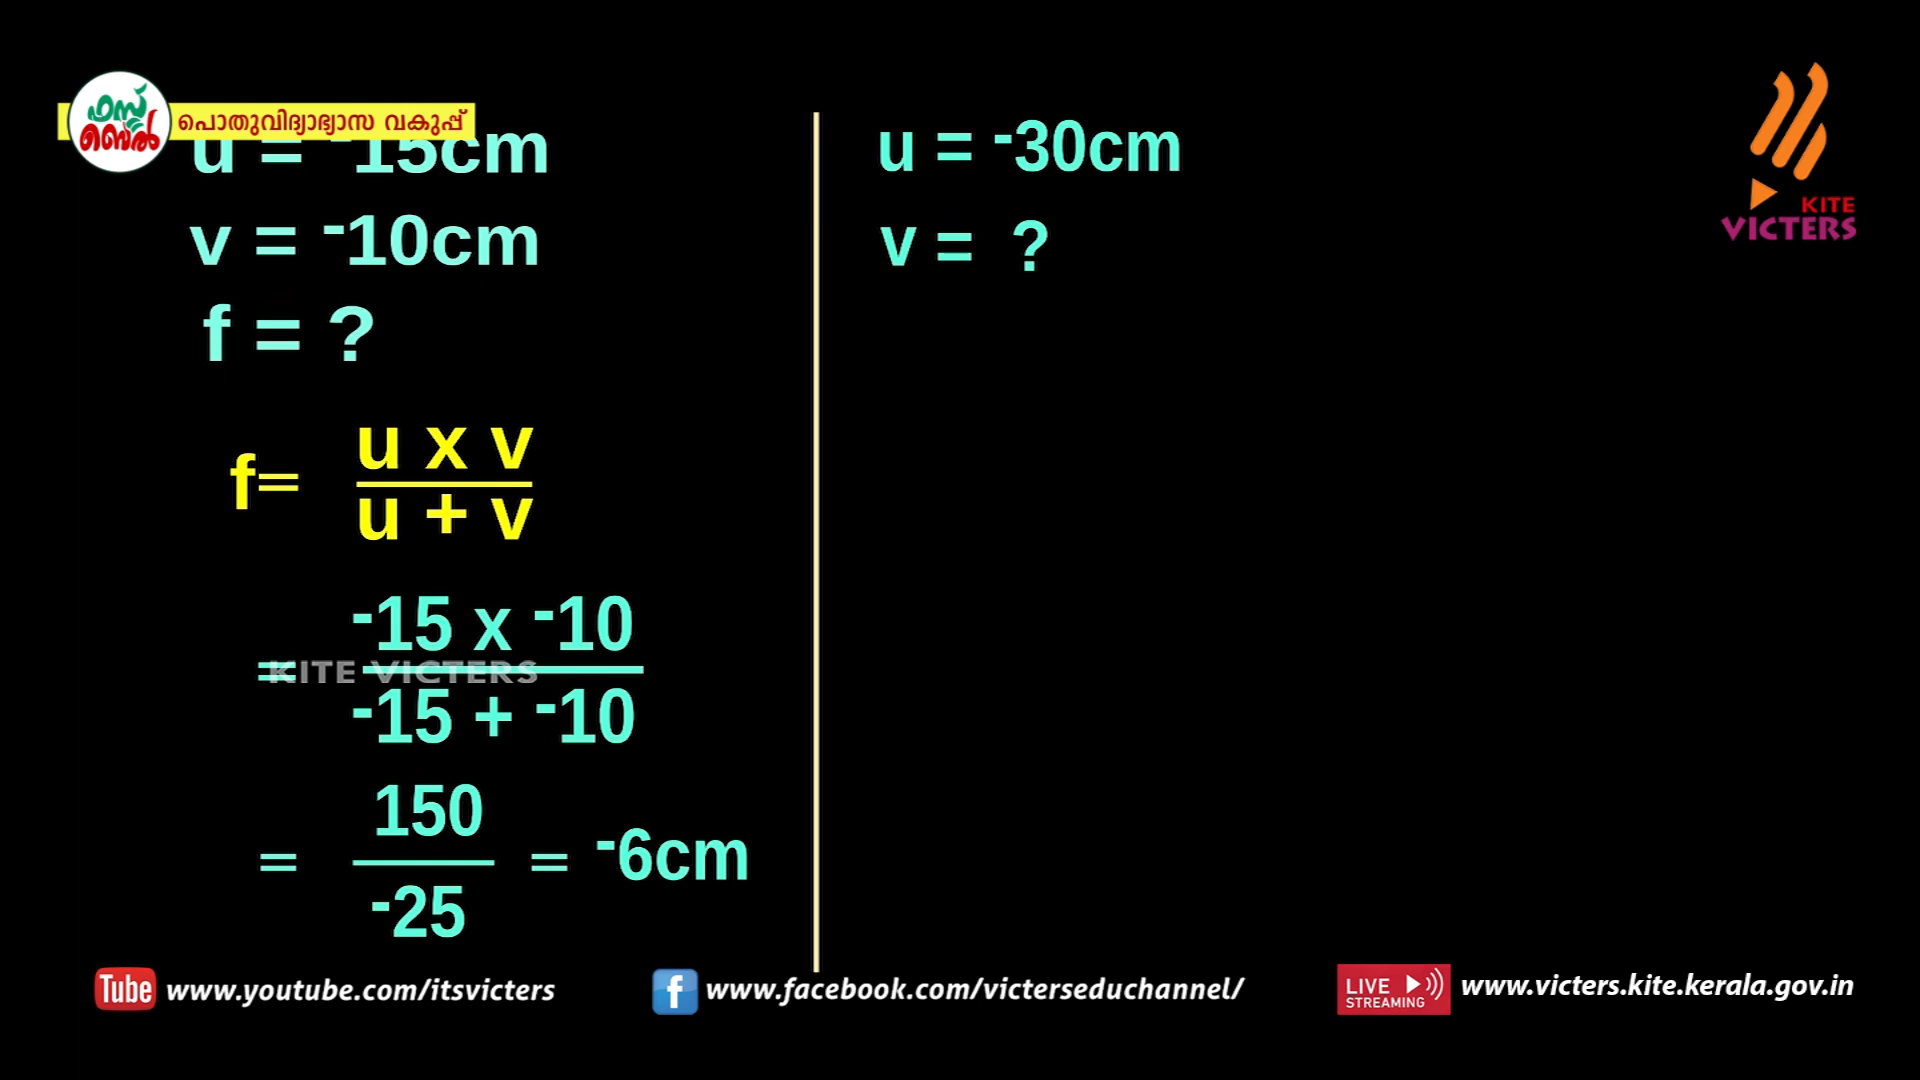 ഫസ്റ്റ്
ബെൽ
പൊതുവിദ്യാഭ്യാസ വകുപ്പ്
u = -15cm
v = -10cm
f = ?
f= u x v
u + v
= -15 x -10
-15 + -10
= 150
-25
= -6cm
u = -30cm
v = ?
KITE
VICTERS
KITE VICTERS
Tube www.youtube.com/itsvicters
f www.facebook.com/victerseduchannel/
LIVE
STREAMING
www.victers.kite.kerala.gov.in